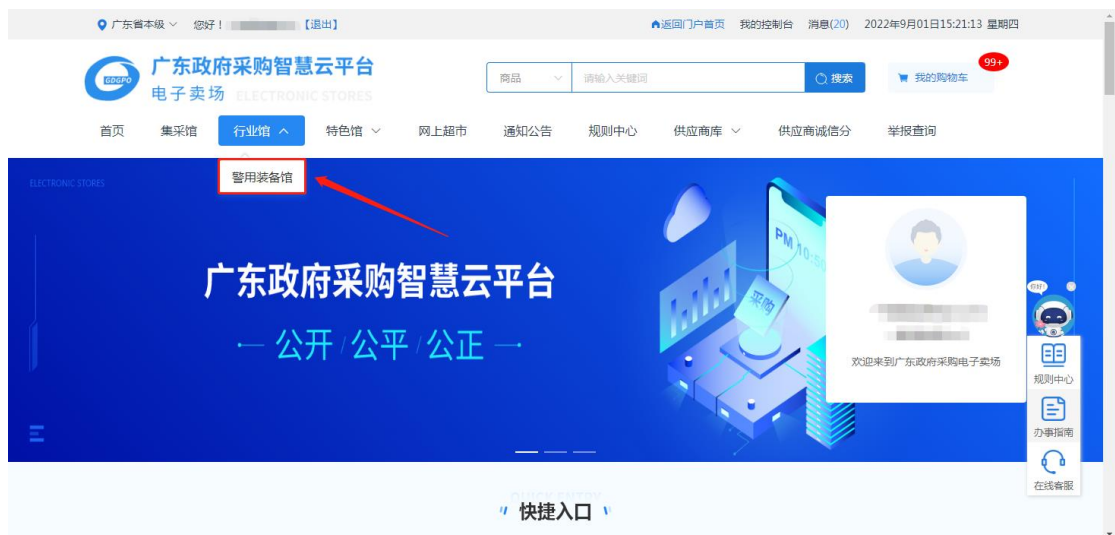 广东省本级 您好！ 【退出】 返回门户首页 我的控制台 消息(20) 2022年9月01日15:21:13 星期四
GDGPO 广东政府采购智慧云平台
电子卖场 ELECTRONIC STORES
商品 请输入关键词 搜索 我的购物车 99+
首页 集采馆 行业馆 特色馆 网上超市 通知公告 规则中心 供应商库 供应商诚信分 举报查询
警用装备馆
ELECTRONIC STORES
广东政府采购智慧云平台
公开/公平/公正
采购
欢迎来到广东政府采购电子卖场
规则中心
办事指南
在线客服
QUICK ENTRY
快捷入口